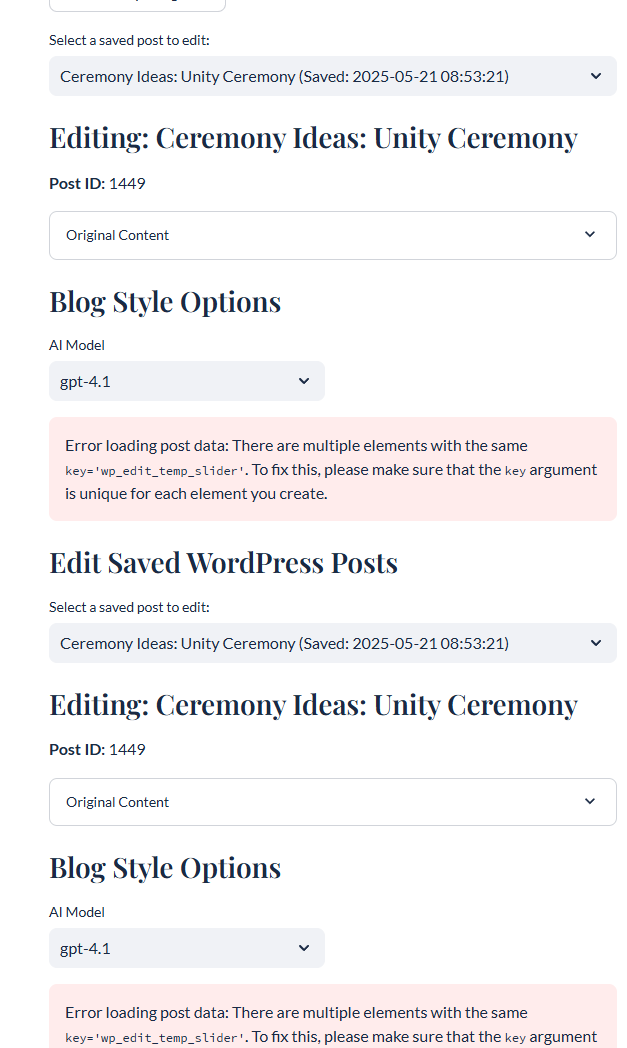 Select a saved post to edit:
Ceremony Ideas: Unity Ceremony (Saved: 2025-05-21 08:53:21)
Editing: Ceremony Ideas: Unity Ceremony
Post ID: 1449
Original Content
Blog Style Options
AI Model
gpt-4.1
Error loading post data: There are multiple elements with the same
key='wp_edit_temp_slider'. To fix this, please make sure that the key argument
is unique for each element you create.
Edit Saved WordPress Posts
Select a saved post to edit:
Ceremony Ideas: Unity Ceremony (Saved: 2025-05-21 08:53:21)
Editing: Ceremony Ideas: Unity Ceremony
Post ID: 1449
Original Content
Blog Style Options
AI Model
gpt-4.1
Error loading post data: There are multiple elements with the same
key='wp_edit_temp_slider'. To fix this, please make sure that the key argument